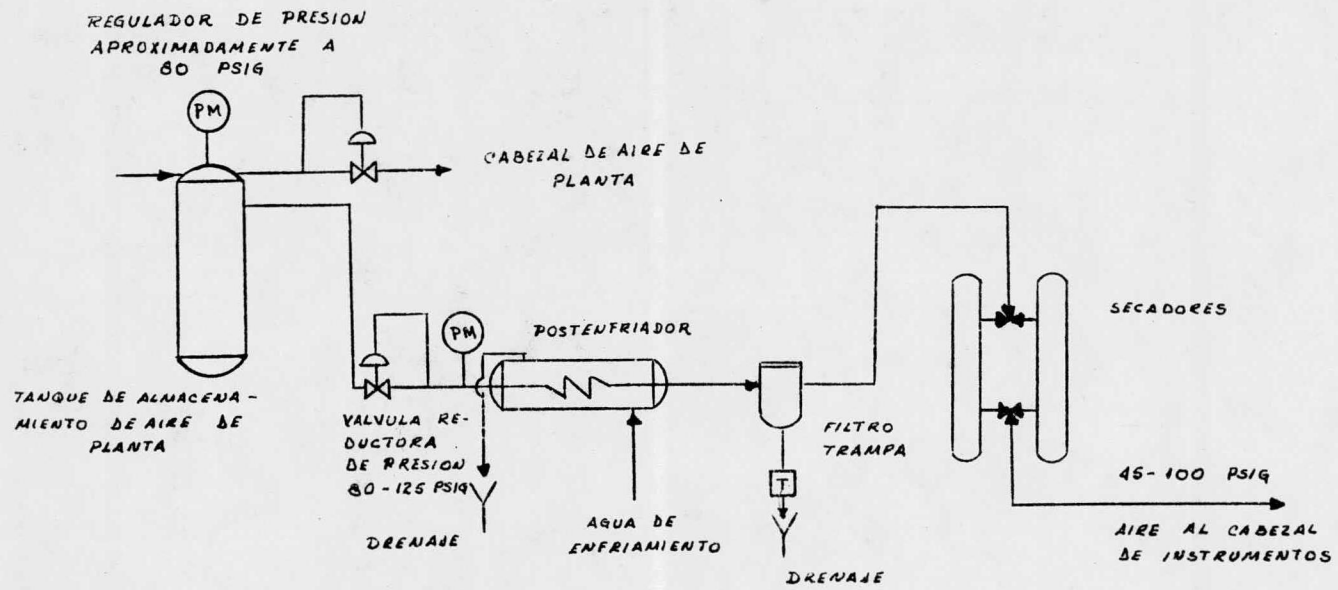 REGULADOR DE PRESION
APROXIMADAMENTE A
80 PSIG
PM
CABEZAL DE AIRE DE
PLANTA
TANQUE DE ALMACENA-
MIENTO DE AIRE DE
PLANTA
PM
POSTENFRIADOR
VALVULA RE-
DUCTORA
DE PRESION
80-125 PSIG
DRENAJE
AGUA DE
ENFRIAMIENTO
FILTRO
TRAMPA
T
DRENAJE
SECADORES
45-100 PSIG
AIRE AL CABEZAL
DE INSTRUMENTOS